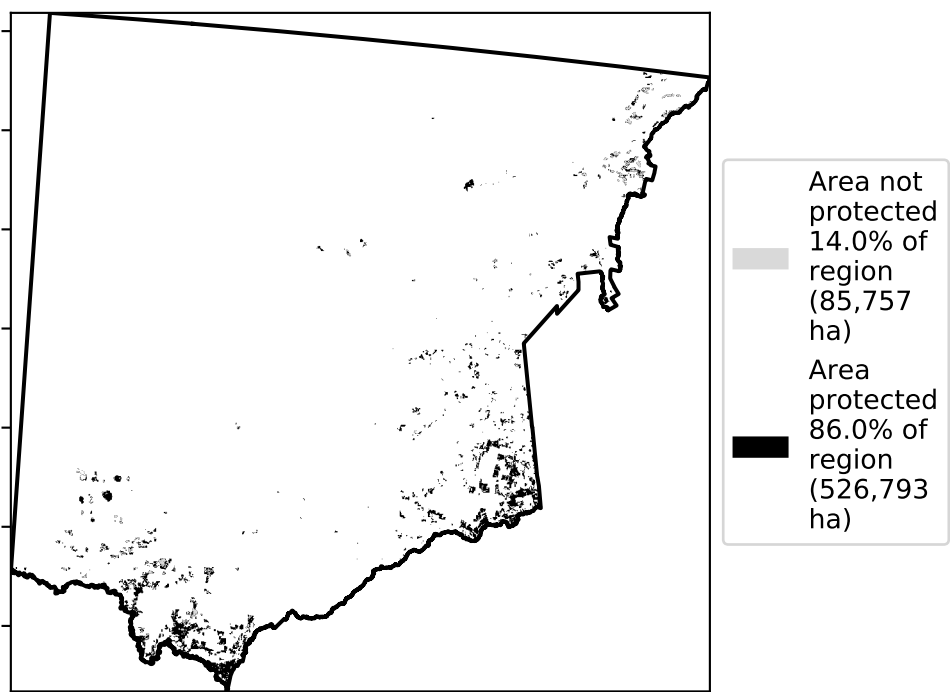 Area not
protected
14.0% of
region
(85,757
ha)
Area
protected
86.0% of
region
(526,793
ha)